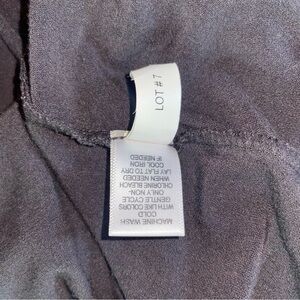 LOT # 7
MACHINE WASH
COLD
WITH LIKE COLORS
GENTLE CYCLE
ONLY NON-
CHLORINE BLEACH
WHEN NEEDED
LAY FLAT TO DRY
COOL IRON
IF NEEDED